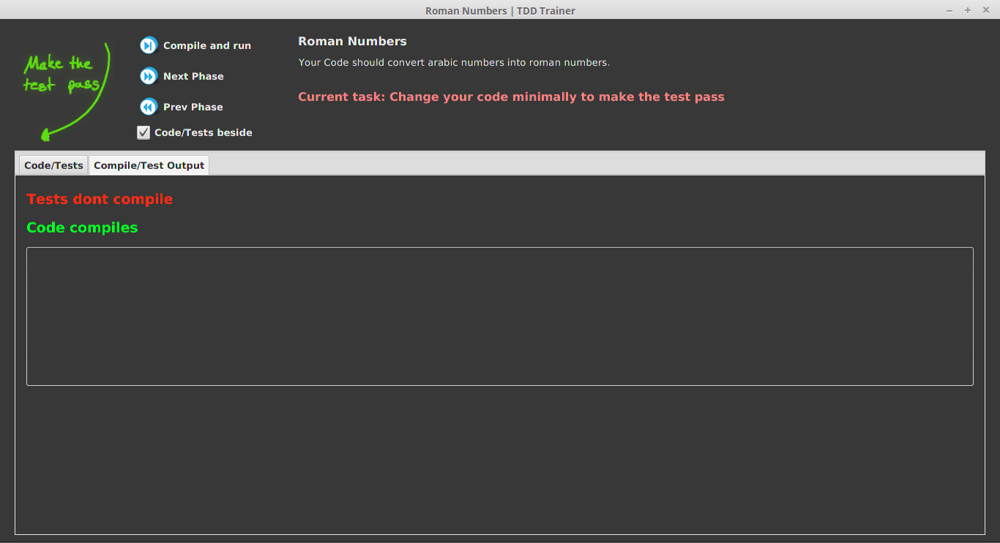 Roman Numbers | TDD Trainer
Make the
test pass
Compile and run
Next Phase
Prev Phase
Code/Tests beside
Roman Numbers
Your Code should convert arabic numbers into roman numbers.
Current task: Change your code minimally to make the test pass
Code/Tests
Compile/Test Output
Tests dont compile
Code compiles